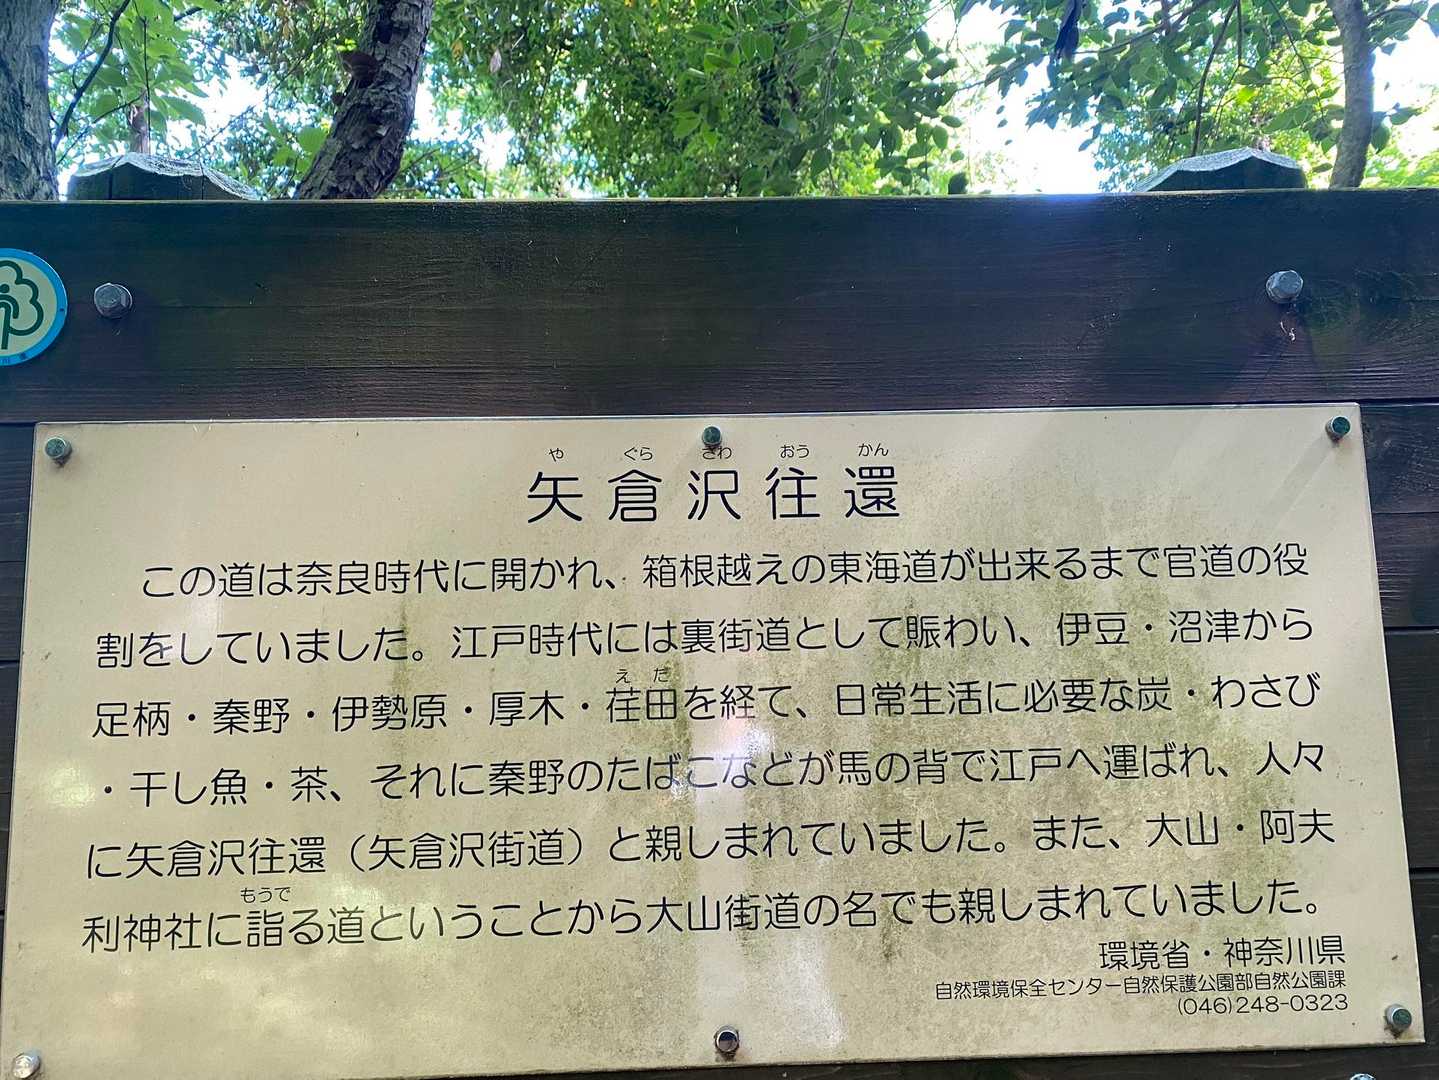 や ぐら さわ おう かん
矢倉沢往還
この道は奈良時代に開かれ、箱根越えの東海道が出来るまで官道の役
割をしていました。江戸時代には裏街道として賑わい、伊豆・沼津から
えだ
足柄・秦野・伊勢原・厚木・荏田を経て、日常生活に必要な炭・わさび
・干し魚・茶、それに秦野のたばこなどが馬の背で江戸へ運ばれ、人々
に矢倉沢往還（矢倉沢街道）と親しまれていました。また、大山・阿夫
もうで
利神社に詣る道ということから大山街道の名でも親しまれていました。
環境省・神奈川県
自然環境保全センター自然保護公園部自然公園課
(046)248-0323